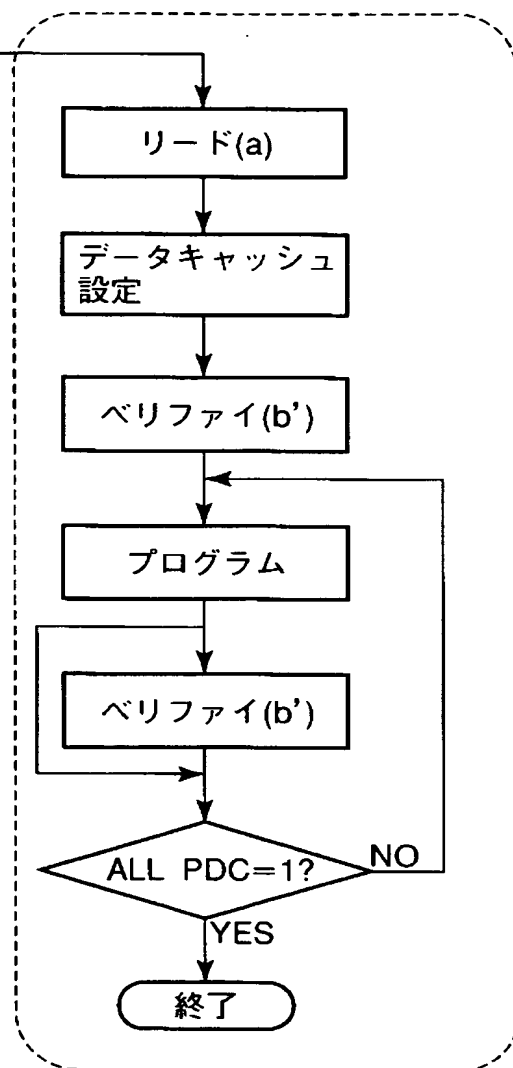 リード(a)
データキャッシュ
設定
ベリファイ(b')
プログラム
ベリファイ(b')
ALL PDC=1?
NO
YES
終了